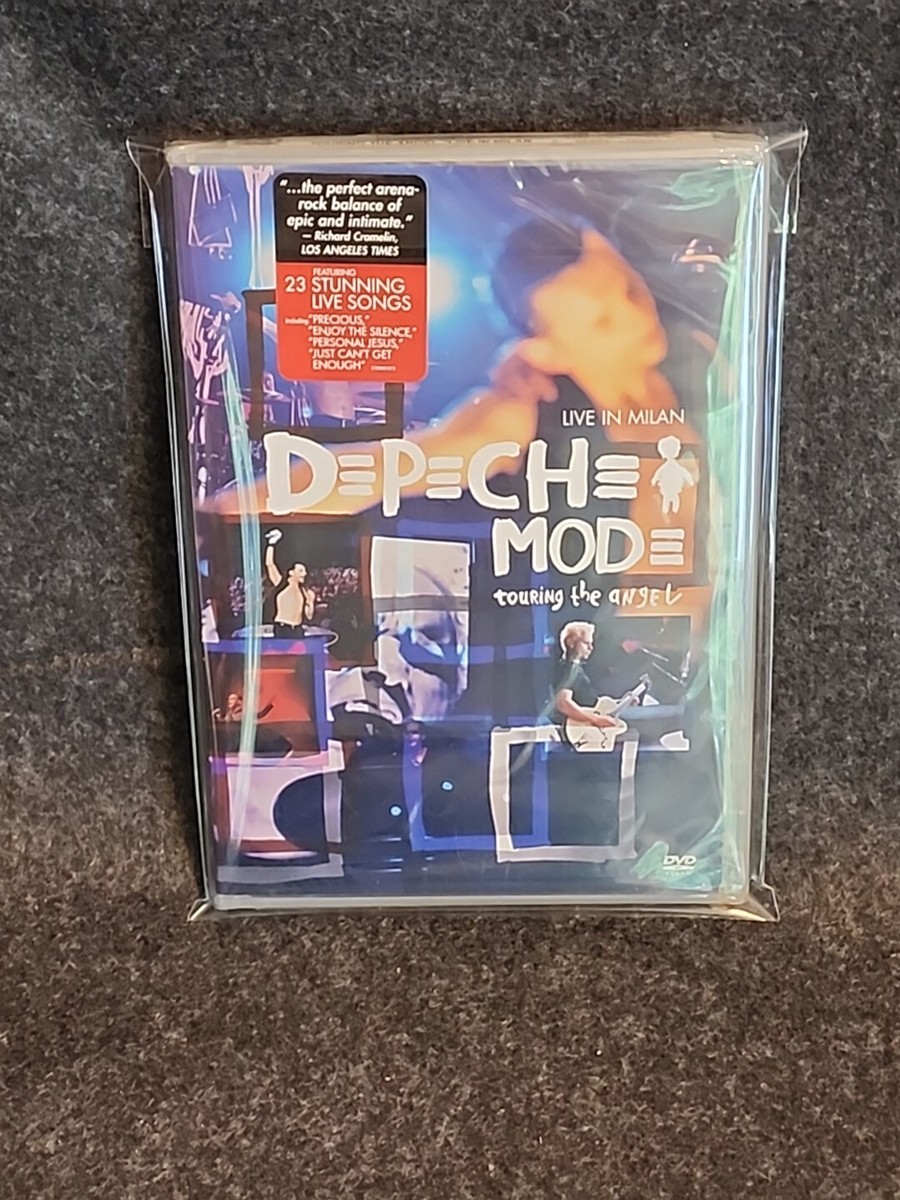 "...the perfect arena-
rock balance of
epic and intimate."
— Richard Cromelin,
LOS ANGELES TIMES
FEATURING
23 STUNNING
LIVE SONGS
including "PRECIOUS,"
"ENJOY THE SILENCE,"
"PERSONAL JESUS,"
"JUST CAN'T GET
ENOUGH"
LIVE IN MILAN
DEPECHE
MODE
touring the angel
DVD
VIDEO